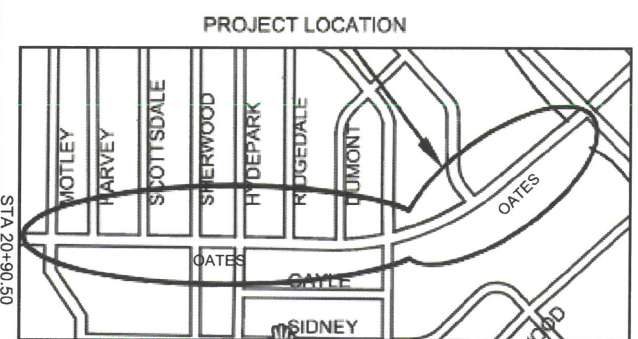 PROJECT LOCATION
MOTLEY
HARVEY
SCOTTSDALE
SHERWOOD
HYDEPARK
RIDGEDALE
DUMONT
OATES
OATES
GAYLE
SIDNEY
STA 20+90.50